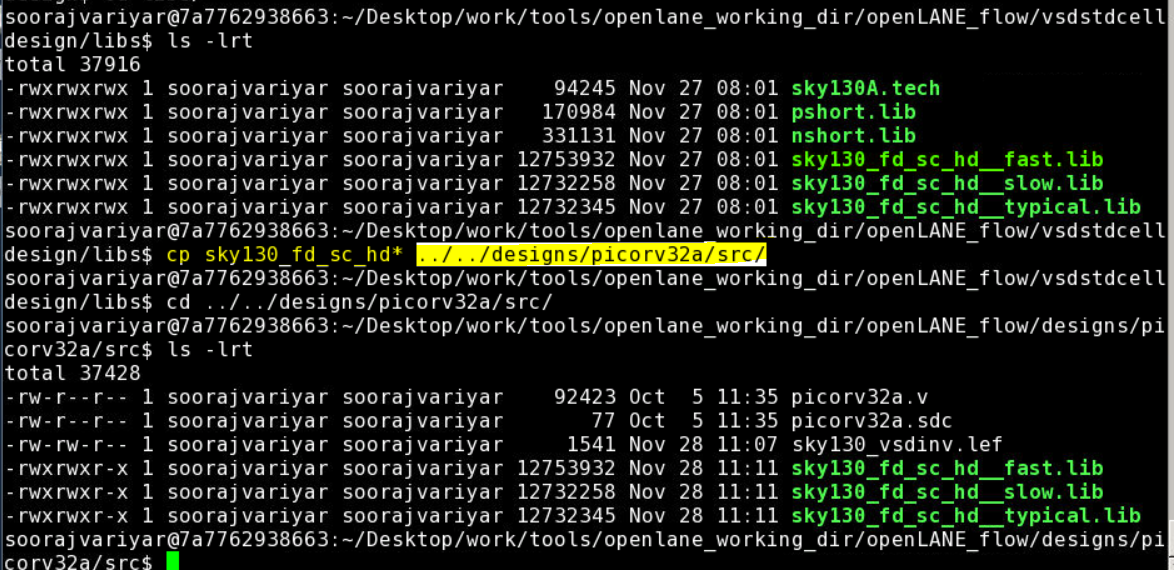 soorajvariyar@7a7762938663:~/Desktop/work/tools/openlane_working_dir/openLANE_flow/vsdstdcell
design/libs$ ls -lrt
total 37916
-rwxrwxrwx 1 soorajvariyar soorajvariyar    94245 Nov 27 08:01 sky130A.tech
-rwxrwxrwx 1 soorajvariyar soorajvariyar   170984 Nov 27 08:01 pshort.lib
-rwxrwxrwx 1 soorajvariyar soorajvariyar   331131 Nov 27 08:01 nshort.lib
-rwxrwxrwx 1 soorajvariyar soorajvariyar 12753932 Nov 27 08:01 sky130_fd_sc_hd__fast.lib
-rwxrwxrwx 1 soorajvariyar soorajvariyar 12732258 Nov 27 08:01 sky130_fd_sc_hd__slow.lib
-rwxrwxrwx 1 soorajvariyar soorajvariyar 12732345 Nov 27 08:01 sky130_fd_sc_hd__typical.lib
soorajvariyar@7a7762938663:~/Desktop/work/tools/openlane_working_dir/openLANE_flow/vsdstdcell
design/libs$ cp sky130_fd_sc_hd* ../../designs/picorv32a/src/
soorajvariyar@7a7762938663:~/Desktop/work/tools/openlane_working_dir/openLANE_flow/vsdstdcell
design/libs$ cd ../../designs/picorv32a/src/
soorajvariyar@7a7762938663:~/Desktop/work/tools/openlane_working_dir/openLANE_flow/designs/pi
corv32a/src$ ls -lrt
total 37428
-rw-r--r-- 1 soorajvariyar soorajvariyar    92423 Oct  5 11:35 picorv32a.v
-rw-r--r-- 1 soorajvariyar soorajvariyar       77 Oct  5 11:35 picorv32a.sdc
-rw-rw-r-- 1 soorajvariyar soorajvariyar     1541 Nov 28 11:07 sky130_vsdinv.lef
-rwxrwxr-x 1 soorajvariyar soorajvariyar 12753932 Nov 28 11:11 sky130_fd_sc_hd__fast.lib
-rwxrwxr-x 1 soorajvariyar soorajvariyar 12732258 Nov 28 11:11 sky130_fd_sc_hd__slow.lib
-rwxrwxr-x 1 soorajvariyar soorajvariyar 12732345 Nov 28 11:11 sky130_fd_sc_hd__typical.lib
soorajvariyar@7a7762938663:~/Desktop/work/tools/openlane_working_dir/openLANE_flow/designs/pi
corv32a/src$